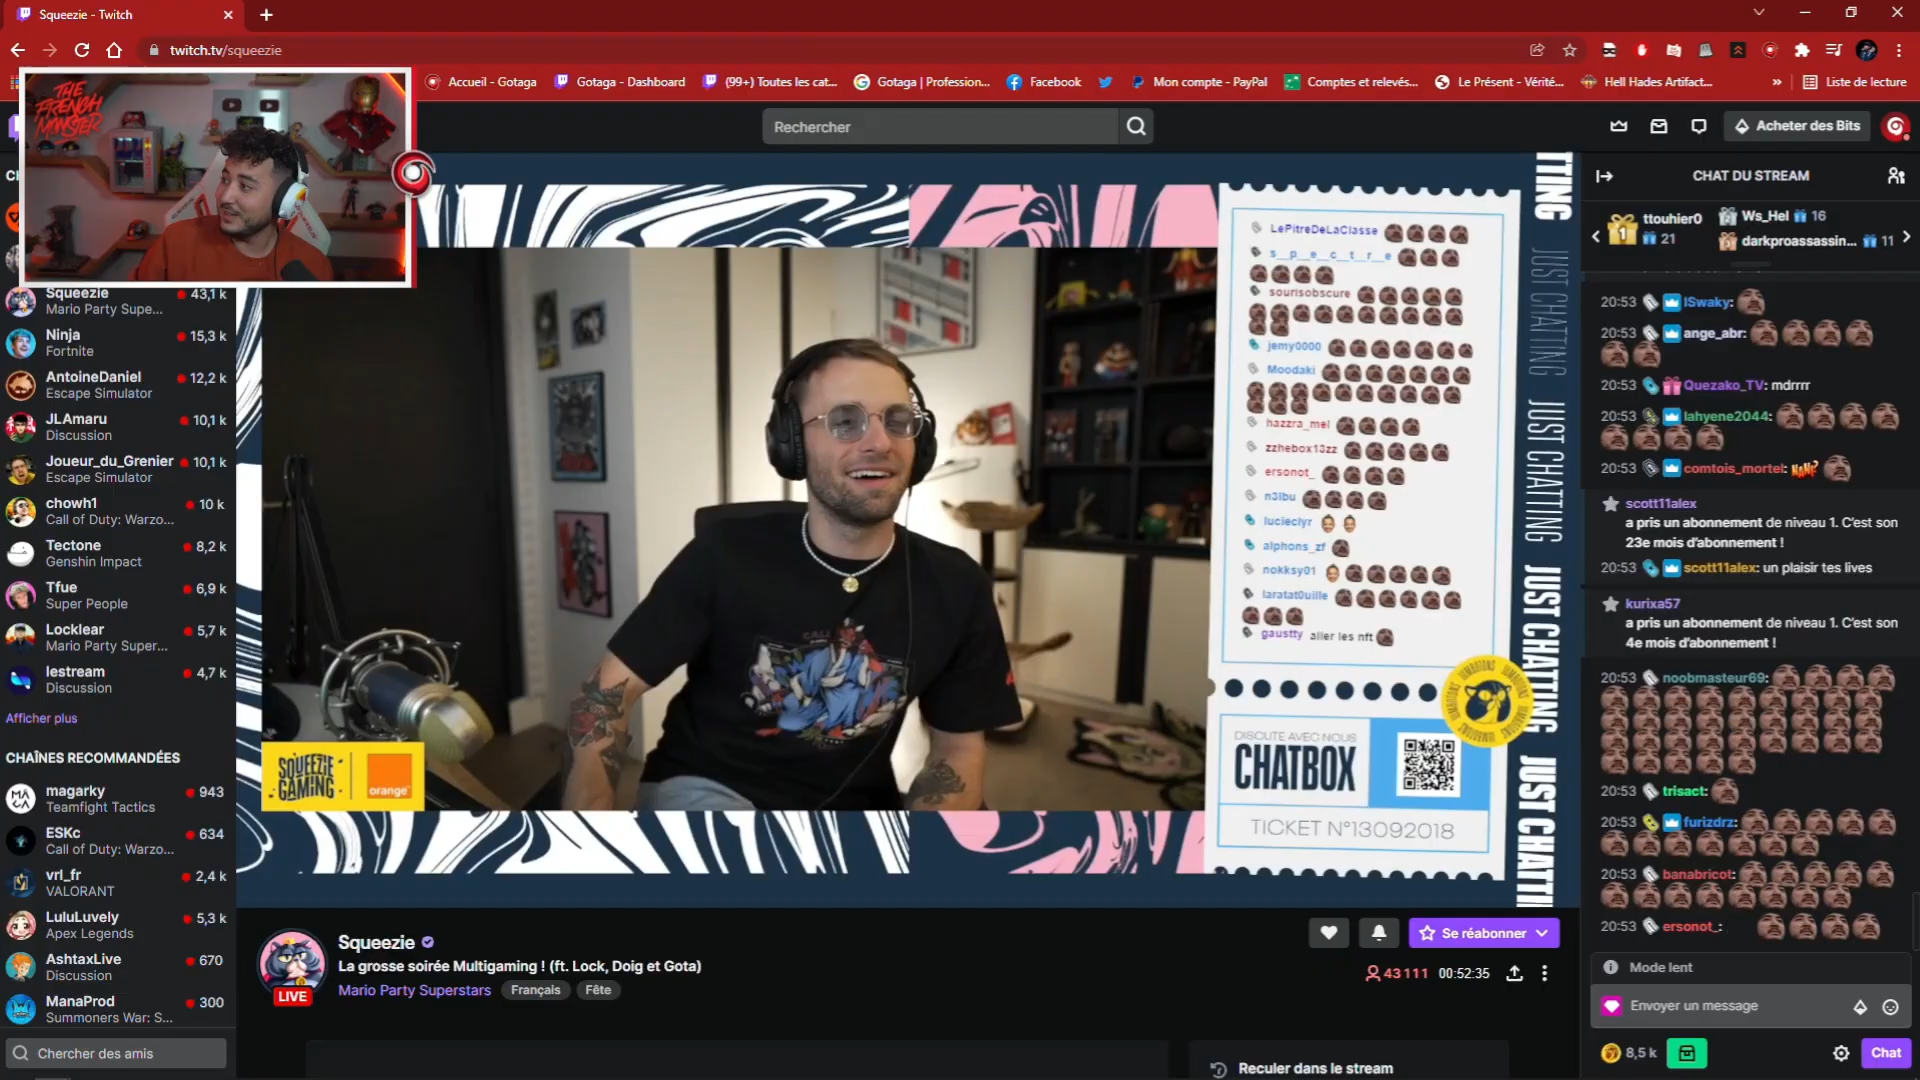 Squeezie - Twitch
twitch.tv/squeezie
Accueil - Gotaga
Gotaga - Dashboard
(99+) Toutes les cat...
Gotaga | Profession...
Facebook
Mon compte - PayPal
Comptes et relevés...
Le Présent - Vérité...
Hell Hades Artifact...
»
Liste de lecture
THE
FRENCH
MONSTER
Rechercher
Acheter des Bits
Squeezie
43,1 k
Mario Party Supe...
Ninja
15,3 k
Fortnite
AntoineDaniel
12,2 k
Escape Simulator
JLAmaru
10,1 k
Discussion
Joueur_du_Grenier
10,1 k
Escape Simulator
chowh1
10 k
Call of Duty: Warzo...
Tectone
8,2 k
Genshin Impact
Tfue
6,9 k
Super People
Locklear
5,7 k
Mario Party Super...
lestream
4,7 k
Discussion
Afficher plus
CHAÎNES RECOMMANDÉES
magarky
943
Teamfight Tactics
ESKc
634
Call of Duty: Warzo...
vrl_fr
2,4 k
VALORANT
LuluLuvely
5,3 k
Apex Legends
AshtaxLive
670
Discussion
ManaProd
300
Summoners War: S...
Chercher des amis
SQUEEZIE
GAMING
orange
LePitreDeLaClasse
s__p__e__c__t__r__e
sourisobscure
jemy0000
Moodaki
hazzra_mel
zzhebox13zz
ersonot_
n3lbu
lucieclyr
alphons_zf
nokksy01
laratat0uille
gaustty aller les nft
DISCUTE AVEC NOUS
CHATBOX
TICKET N°13092018
TTING
JUST CHATTING
JUST CHATTING
JUST CHATTING
JUST CHATTIN
Squeezie
La grosse soirée Multigaming ! (ft. Lock, Doig et Gota)
Mario Party Superstars
Français
Fête
LIVE
Se réabonner
43 111
00:52:35
Reculer dans le stream
CHAT DU STREAM
1
ttouhier0
21
Ws_Hel
16
darkproassassin...
11
20:53 ISwaky:
20:53 ange_abr:
Quezako_TV: mdrrrr
20:53
20:53 lahyene2044:
20:53 comtois_mortel:
scott11alex
a pris un abonnement de niveau 1. C'est son
23e mois d'abonnement !
20:53 scott11alex: un plaisir tes lives
kurixa57
a pris un abonnement de niveau 1. C'est son
4e mois d'abonnement !
20:53 noobmasteur69:
20:53 trisact:
20:53 furizdrz:
20:53 banabricot:
20:53 ersonot_:
Mode lent
Envoyer un message
8,5 k
Chat